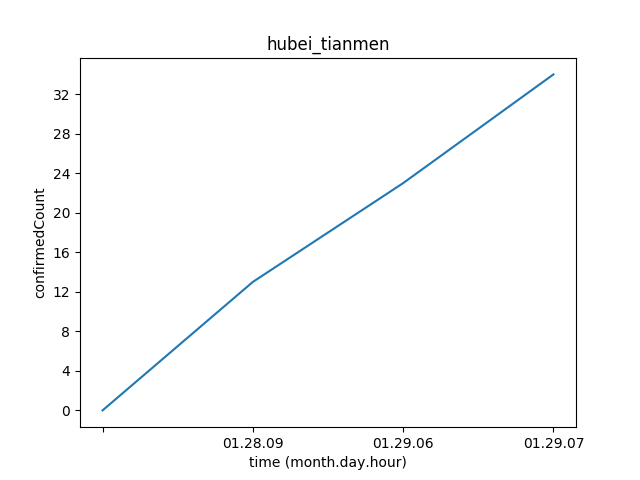 hubei_tianmen
confirmedCount
32
28
24
20
16
12
8
4
0
01.28.09 01.29.06 01.29.07
time (month.day.hour)